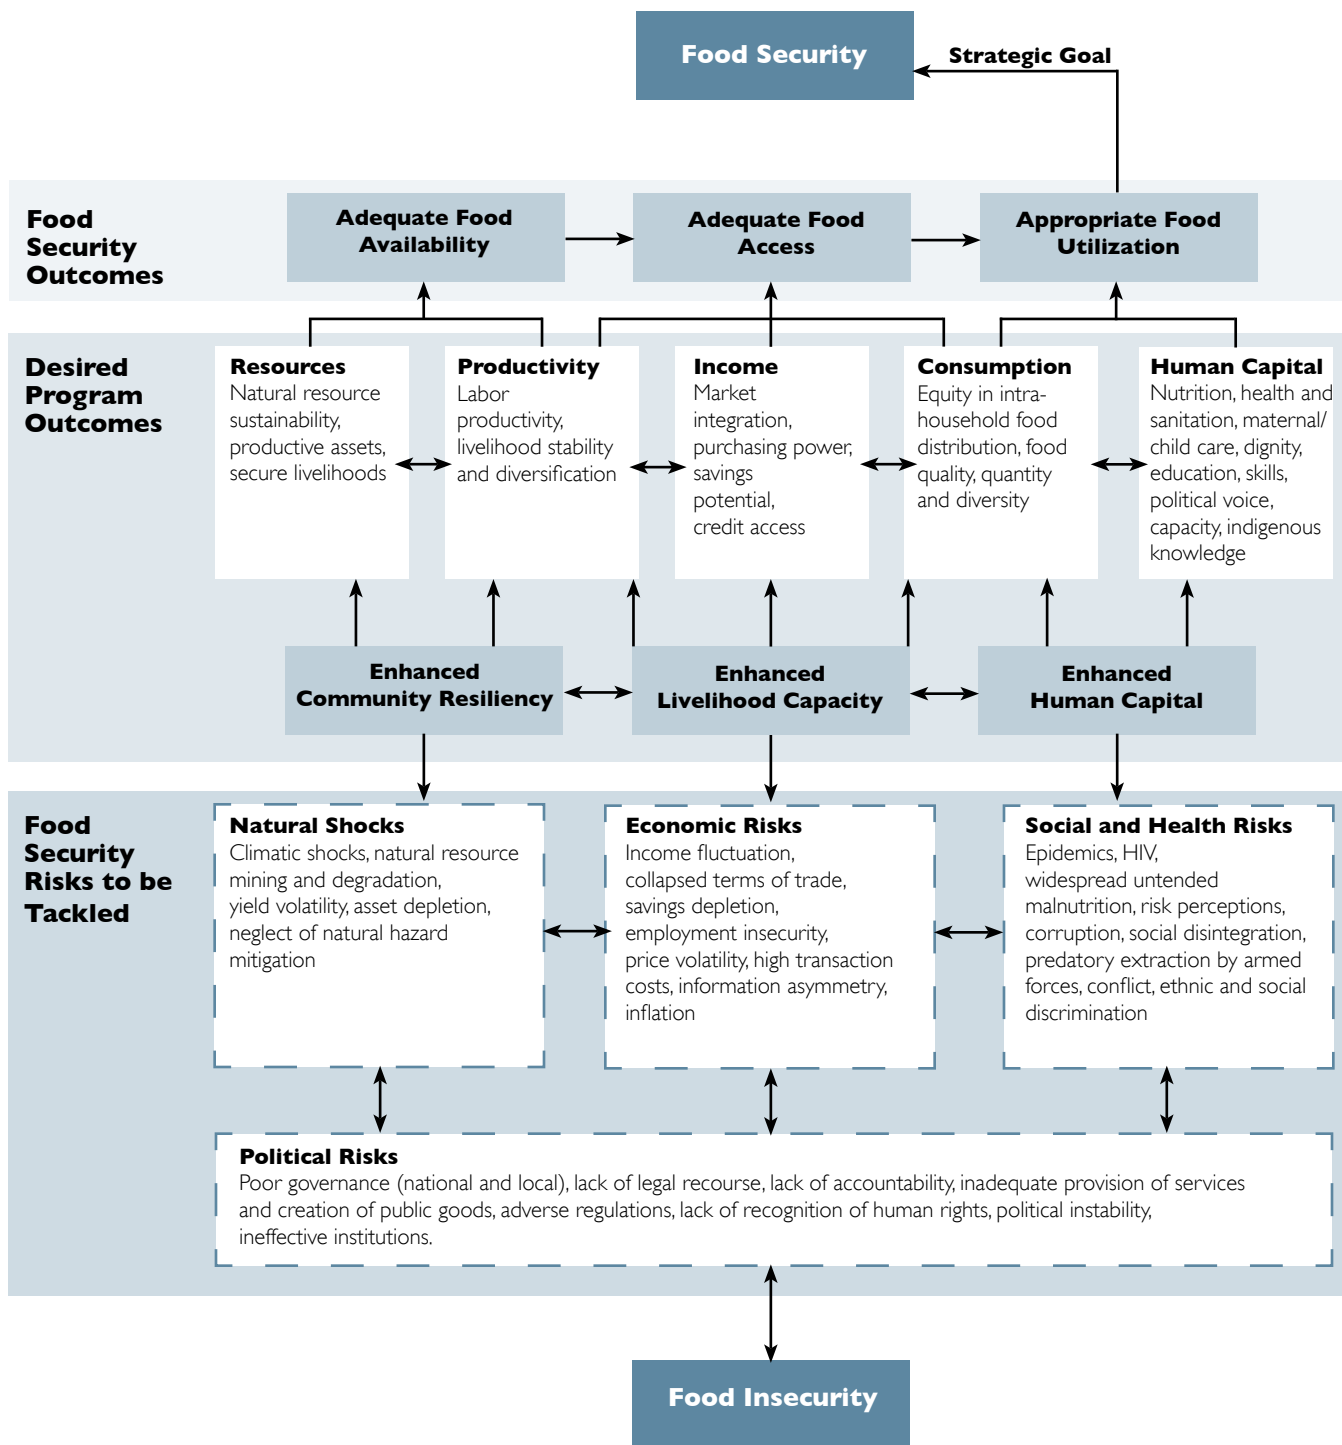 Food Security
Strategic Goal
Food
Security
Outcomes
Adequate Food
Availability
Adequate Food
Access
Appropriate Food
Utilization
Desired
Program
Outcomes
Resources
Natural resource
sustainability,
productive assets,
secure livelihoods
Productivity
Labor
productivity,
livelihood stability
and diversification
Income
Market
integration,
purchasing power,
savings
potential,
credit access
Consumption
Equity in intra-
household food
distribution, food
quality, quantity
and diversity
Human Capital
Nutrition, health and
sanitation, maternal/
child care, dignity,
education, skills,
political voice,
capacity, indigenous
knowledge
Enhanced
Community Resiliency
Enhanced
Livelihood Capacity
Enhanced
Human Capital
Food
Security
Risks to be
Tackled
Natural Shocks
Climatic shocks, natural resource
mining and degradation,
yield volatility, asset depletion,
neglect of natural hazard
mitigation
Economic Risks
Income fluctuation,
collapsed terms of trade,
savings depletion,
employment insecurity,
price volatility, high transaction
costs, information asymmetry,
inflation
Social and Health Risks
Epidemics, HIV,
widespread untended
malnutrition, risk perceptions,
corruption, social disintegration,
predatory extraction by armed
forces, conflict, ethnic and social
discrimination
Political Risks
Poor governance (national and local), lack of legal recourse, lack of accountability, inadequate provision of services
and creation of public goods, adverse regulations, lack of recognition of human rights, political instability,
ineffective institutions.
Food Insecurity